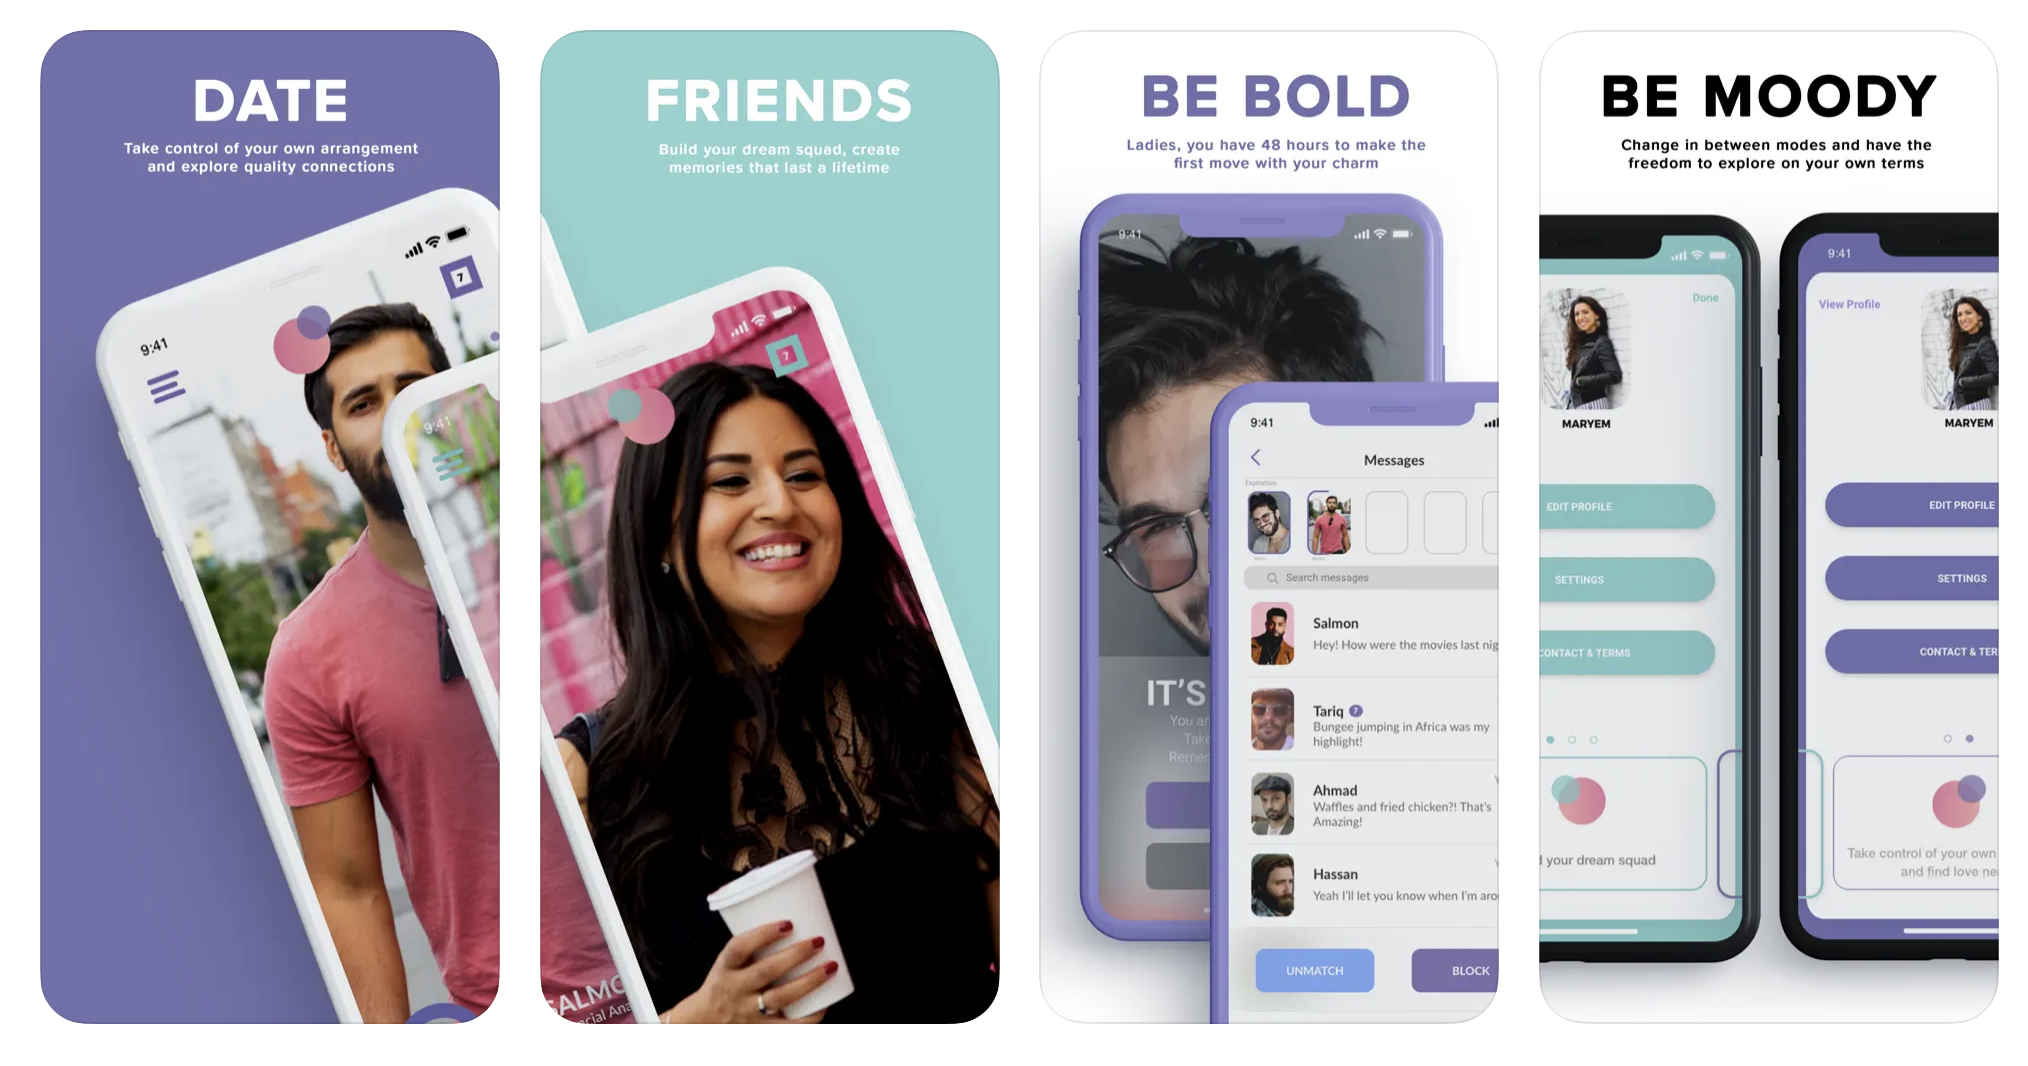 DATE
Take control of your own arrangement
and explore quality connections
9:41
7
9:41
FRIENDS
Build your dream squad, create
memories that last a lifetime
7
SALMO
cial Ana
BE BOLD
Ladies, you have 48 hours to make the
first move with your charm
9:41
IT'S
You ar
Take
Remem
9:41
Messages
Expiration
Search messages
Salmon
Hey! How were the movies last nig
Tariq 7
Bungee jumping in Africa was my
highlight!
Ahmad
Y
Waffles and fried chicken?! That's
Amazing!
Hassan
Y
Yeah I'll let you know when I'm aro
UNMATCH
BLOCK
BE MOODY
Change in between modes and have the
freedom to explore on your own terms
Done
MARYEM
EDIT PROFILE
SETTINGS
CONTACT & TERMS
d your dream squad
9:41
View Profile
MARYEM
EDIT PROFILE
SETTINGS
CONTACT & TER
Take control of your own
and find love nea